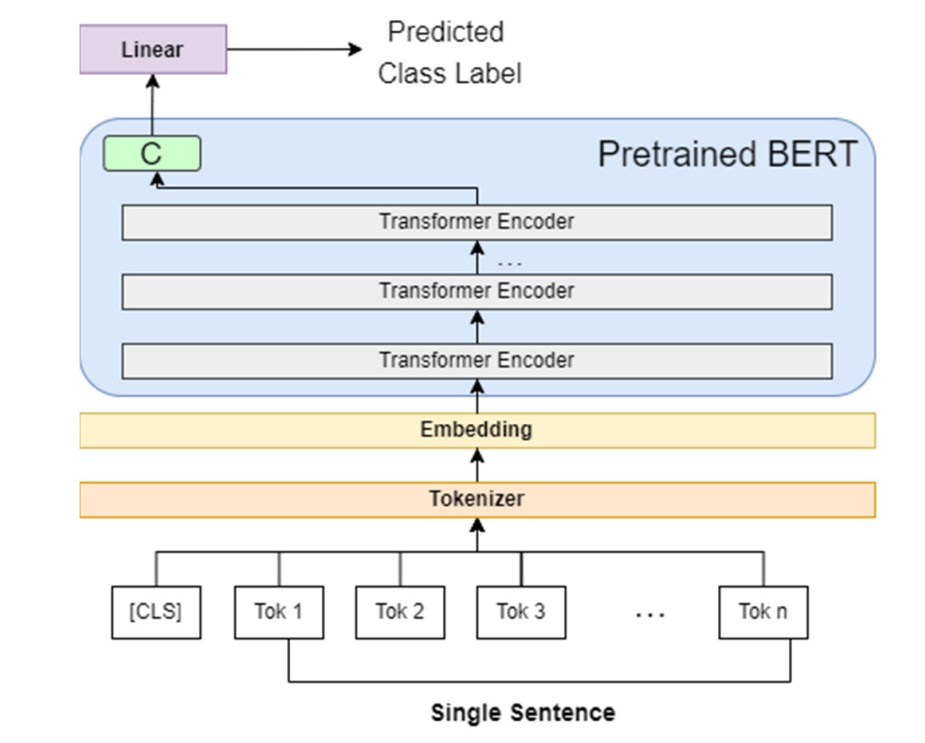 Linear
Predicted
Class Label
C
Pretrained BERT
Transformer Encoder
...
Transformer Encoder
Transformer Encoder
Embedding
Tokenizer
[CLS] Tok 1 Tok 2 Tok 3 ... Tok n
Single Sentence